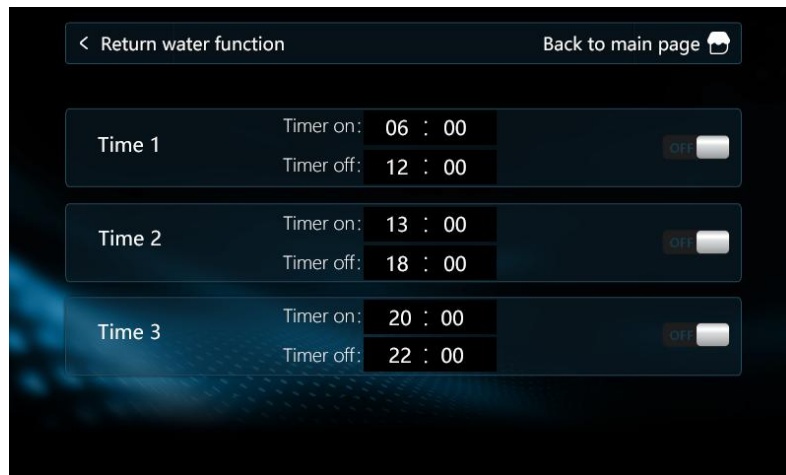 < Return water function Back to main page
Timer on: 06 : 00
Time 1 OFF
Timer off: 12 : 00
Timer on: 13 : 00
Time 2 OFF
Timer off: 18 : 00
Timer on: 20 : 00
Time 3 OFF
Timer off: 22 : 00